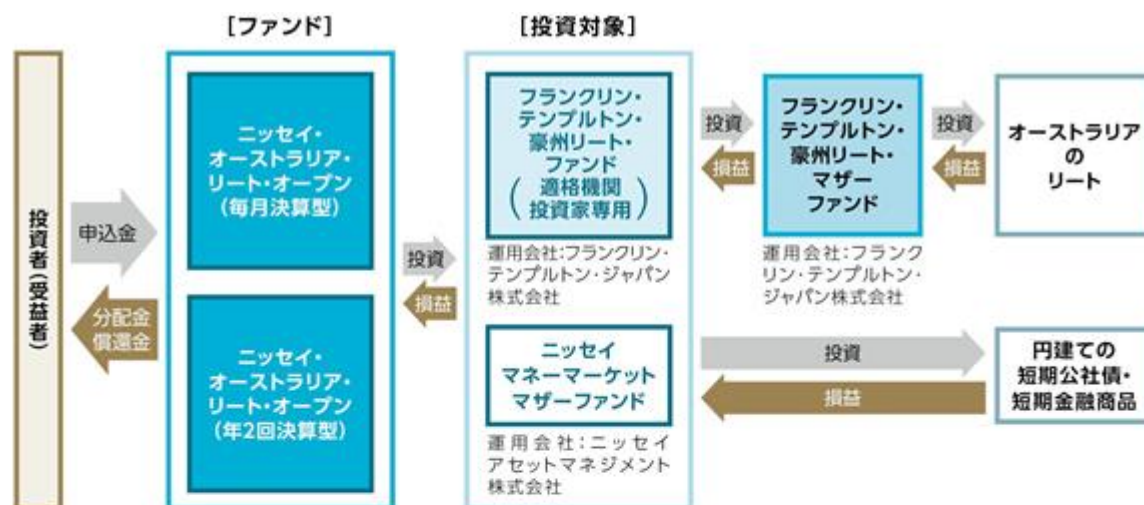 [ファンド]
[投資対象]
投資者(受益者)
申込金
分配金
償還金
ニッセイ・
オーストラリア・
リート・オープン
(毎月決算型)
ニッセイ・
オーストラリア・
リート・オープン
(年2回決算型)
投資
損益
フランクリン・
テンプルトン・
豪州リート・
ファンド
(適格機関
投資家専用)
運用会社:フランクリン・
テンプルトン・ジャパン
株式会社
ニッセイ
マネーマーケット
マザーファンド
運用会社:ニッセイ
アセットマネジメント
株式会社
投資
損益
フランクリン・
テンプルトン・
豪州リート・
マザー
ファンド
運用会社:フランク
リン・テンプルトン・
ジャパン株式会社
投資
損益
オーストラリア
の
リート
投資
損益
円建ての
短期公社債・
短期金融商品